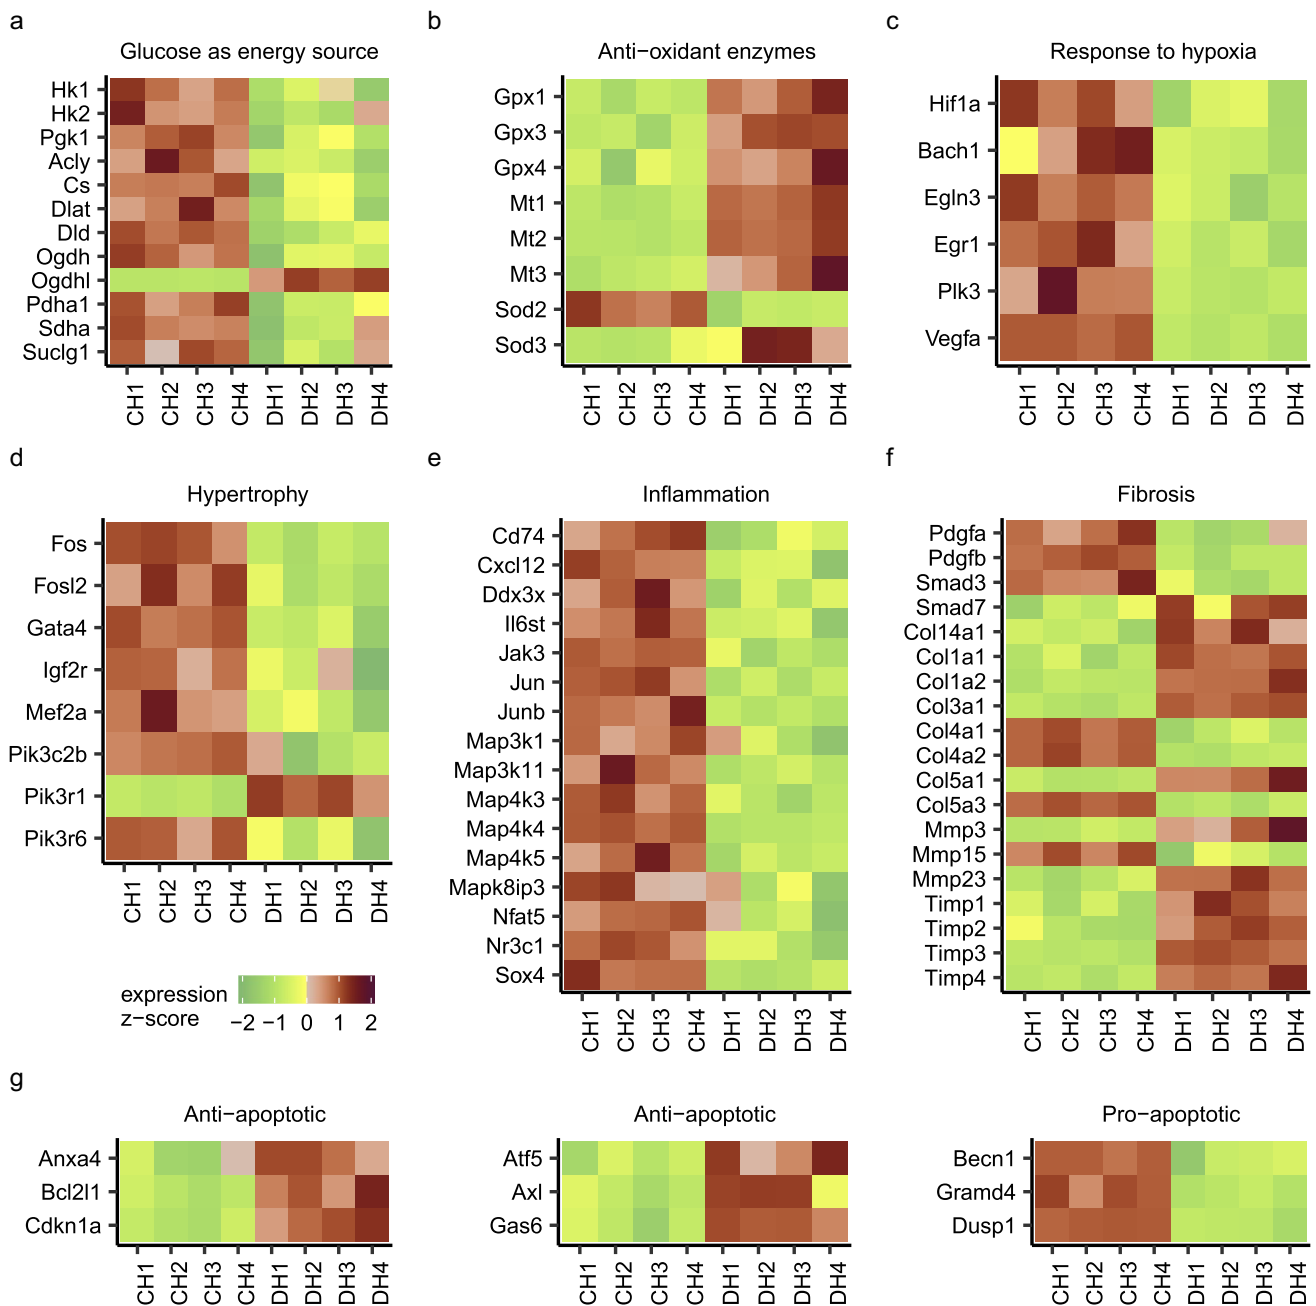 a
Glucose as energy source
Hk1
Hk2
Pgk1
Acly
Cs
Dlat
Dld
Ogdh
Ogdhl
Pdha1
Sdha
Suclg1
CH1 CH2 CH3 CH4 DH1 DH2 DH3 DH4
b
Anti−oxidant enzymes
Gpx1
Gpx3
Gpx4
Mt1
Mt2
Mt3
Sod2
Sod3
CH1 CH2 CH3 CH4 DH1 DH2 DH3 DH4
c
Response to hypoxia
Hif1a
Bach1
Egln3
Egr1
Plk3
Vegfa
CH1 CH2 CH3 CH4 DH1 DH2 DH3 DH4
d
Hypertrophy
Fos
Fosl2
Gata4
Igf2r
Mef2a
Pik3c2b
Pik3r1
Pik3r6
CH1 CH2 CH3 CH4 DH1 DH2 DH3 DH4
expression
z−score
−2 −1 0 1 2
e
Inflammation
Cd74
Cxcl12
Ddx3x
Il6st
Jak3
Jun
Junb
Map3k1
Map3k11
Map4k3
Map4k4
Map4k5
Mapk8ip3
Nfat5
Nr3c1
Sox4
CH1 CH2 CH3 CH4 DH1 DH2 DH3 DH4
f
Fibrosis
Pdgfa
Pdgfb
Smad3
Smad7
Col14a1
Col1a1
Col1a2
Col3a1
Col4a1
Col4a2
Col5a1
Col5a3
Mmp3
Mmp15
Mmp23
Timp1
Timp2
Timp3
Timp4
CH1 CH2 CH3 CH4 DH1 DH2 DH3 DH4
g
Anti−apoptotic
Anxa4
Bcl2l1
Cdkn1a
CH1 CH2 CH3 CH4 DH1 DH2 DH3 DH4
Anti−apoptotic
Atf5
Axl
Gas6
CH1 CH2 CH3 CH4 DH1 DH2 DH3 DH4
Pro−apoptotic
Becn1
Gramd4
Dusp1
CH1 CH2 CH3 CH4 DH1 DH2 DH3 DH4